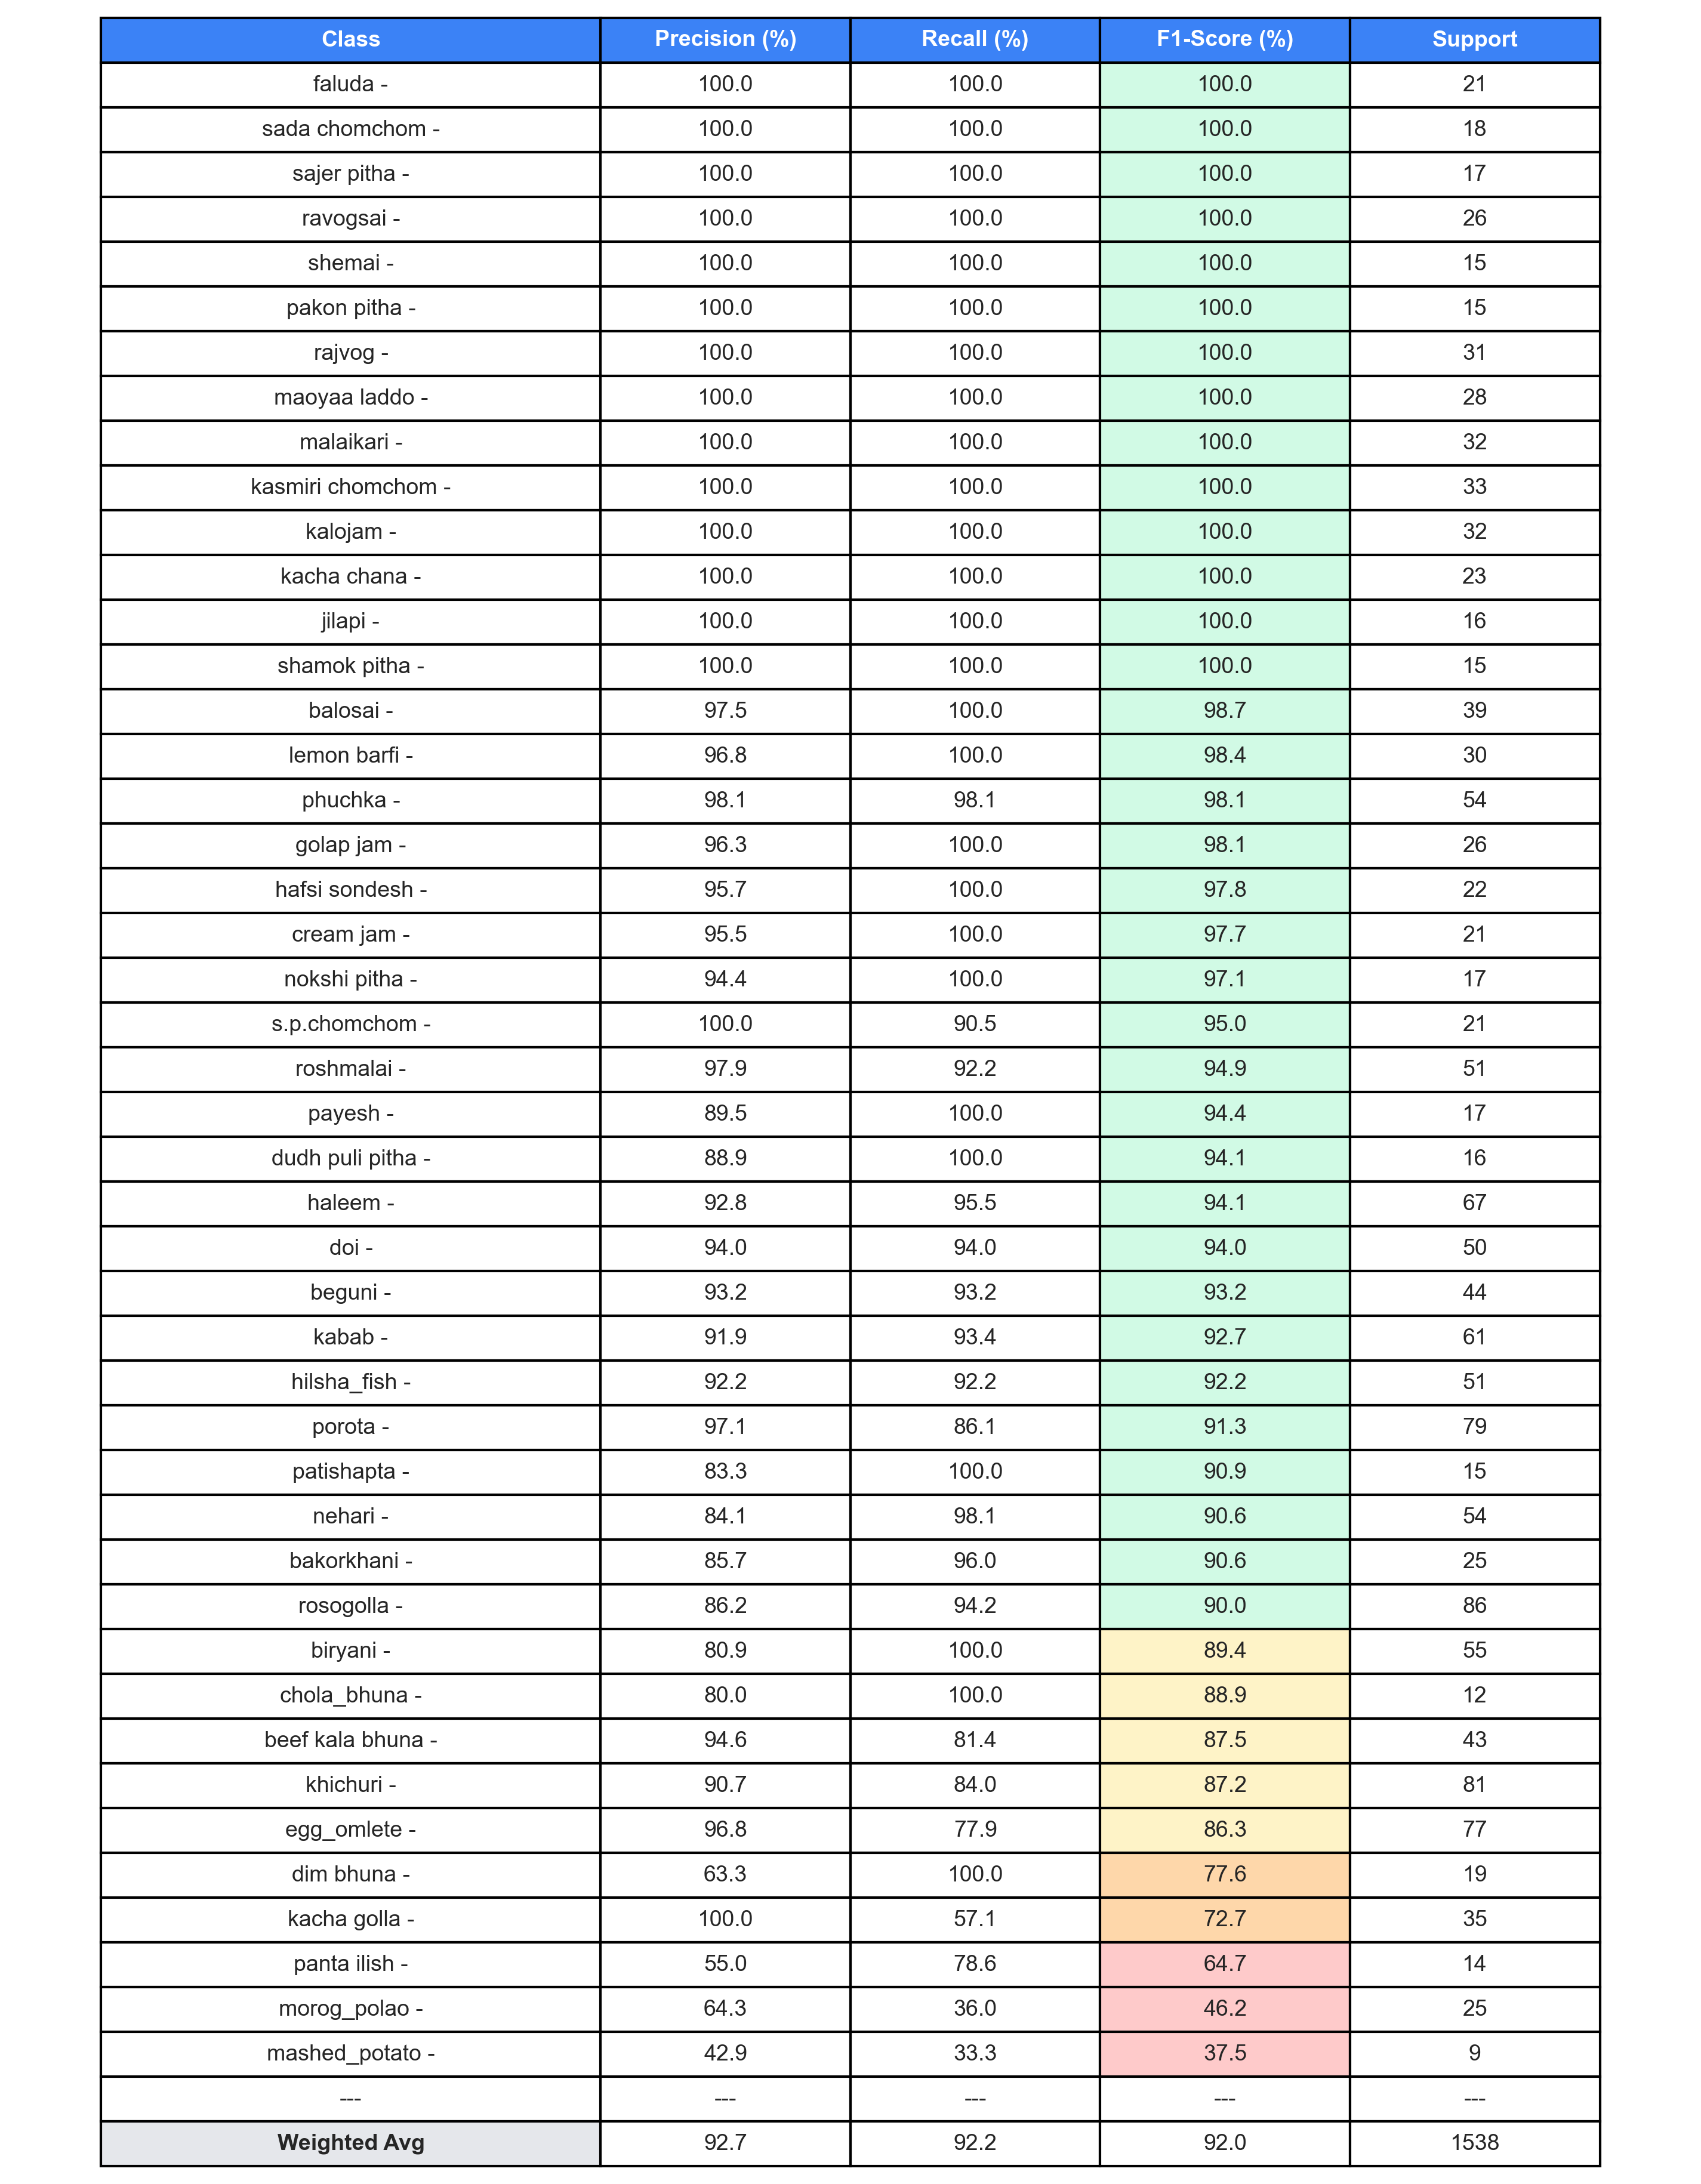 Class Precision (%) Recall (%) F1-Score (%) Support
faluda - 100.0 100.0 100.0 21
sada chomchom - 100.0 100.0 100.0 18
sajer pitha - 100.0 100.0 100.0 17
ravogsai - 100.0 100.0 100.0 26
shemai - 100.0 100.0 100.0 15
pakon pitha - 100.0 100.0 100.0 15
rajvog - 100.0 100.0 100.0 31
maoyaa laddo - 100.0 100.0 100.0 28
malaikari - 100.0 100.0 100.0 32
kasmiri chomchom - 100.0 100.0 100.0 33
kalojam - 100.0 100.0 100.0 32
kacha chana - 100.0 100.0 100.0 23
jilapi - 100.0 100.0 100.0 16
shamok pitha - 100.0 100.0 100.0 15
balosai - 97.5 100.0 98.7 39
lemon barfi - 96.8 100.0 98.4 30
phuchka - 98.1 98.1 98.1 54
golap jam - 96.3 100.0 98.1 26
hafsi sondesh - 95.7 100.0 97.8 22
cream jam - 95.5 100.0 97.7 21
nokshi pitha - 94.4 100.0 97.1 17
s.p.chomchom - 100.0 90.5 95.0 21
roshmalai - 97.9 92.2 94.9 51
payesh - 89.5 100.0 94.4 17
dudh puli pitha - 88.9 100.0 94.1 16
haleem - 92.8 95.5 94.1 67
doi - 94.0 94.0 94.0 50
beguni - 93.2 93.2 93.2 44
kabab - 91.9 93.4 92.7 61
hilsha_fish - 92.2 92.2 92.2 51
porota - 97.1 86.1 91.3 79
patishapta - 83.3 100.0 90.9 15
nehari - 84.1 98.1 90.6 54
bakorkhani - 85.7 96.0 90.6 25
rosogolla - 86.2 94.2 90.0 86
biryani - 80.9 100.0 89.4 55
chola_bhuna - 80.0 100.0 88.9 12
beef kala bhuna - 94.6 81.4 87.5 43
khichuri - 90.7 84.0 87.2 81
egg_omlete - 96.8 77.9 86.3 77
dim bhuna - 63.3 100.0 77.6 19
kacha golla - 100.0 57.1 72.7 35
panta ilish - 55.0 78.6 64.7 14
morog_polao - 64.3 36.0 46.2 25
mashed_potato - 42.9 33.3 37.5 9
--- --- --- --- ---
Weighted Avg 92.7 92.2 92.0 1538